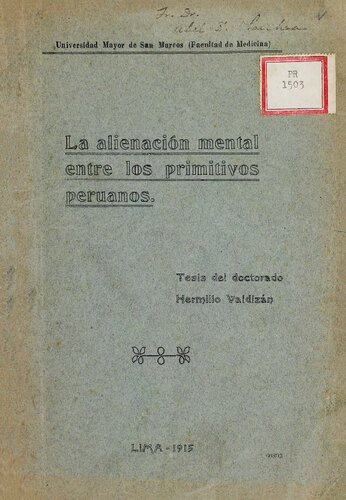 Universidad Mayor de San Marcos (Facultad de Medicina)
PR
1503
La alienación mental
entre los primitivos
peruanos.
Tesis del doctorado
Hermilio Valdizán
LIMA-1915